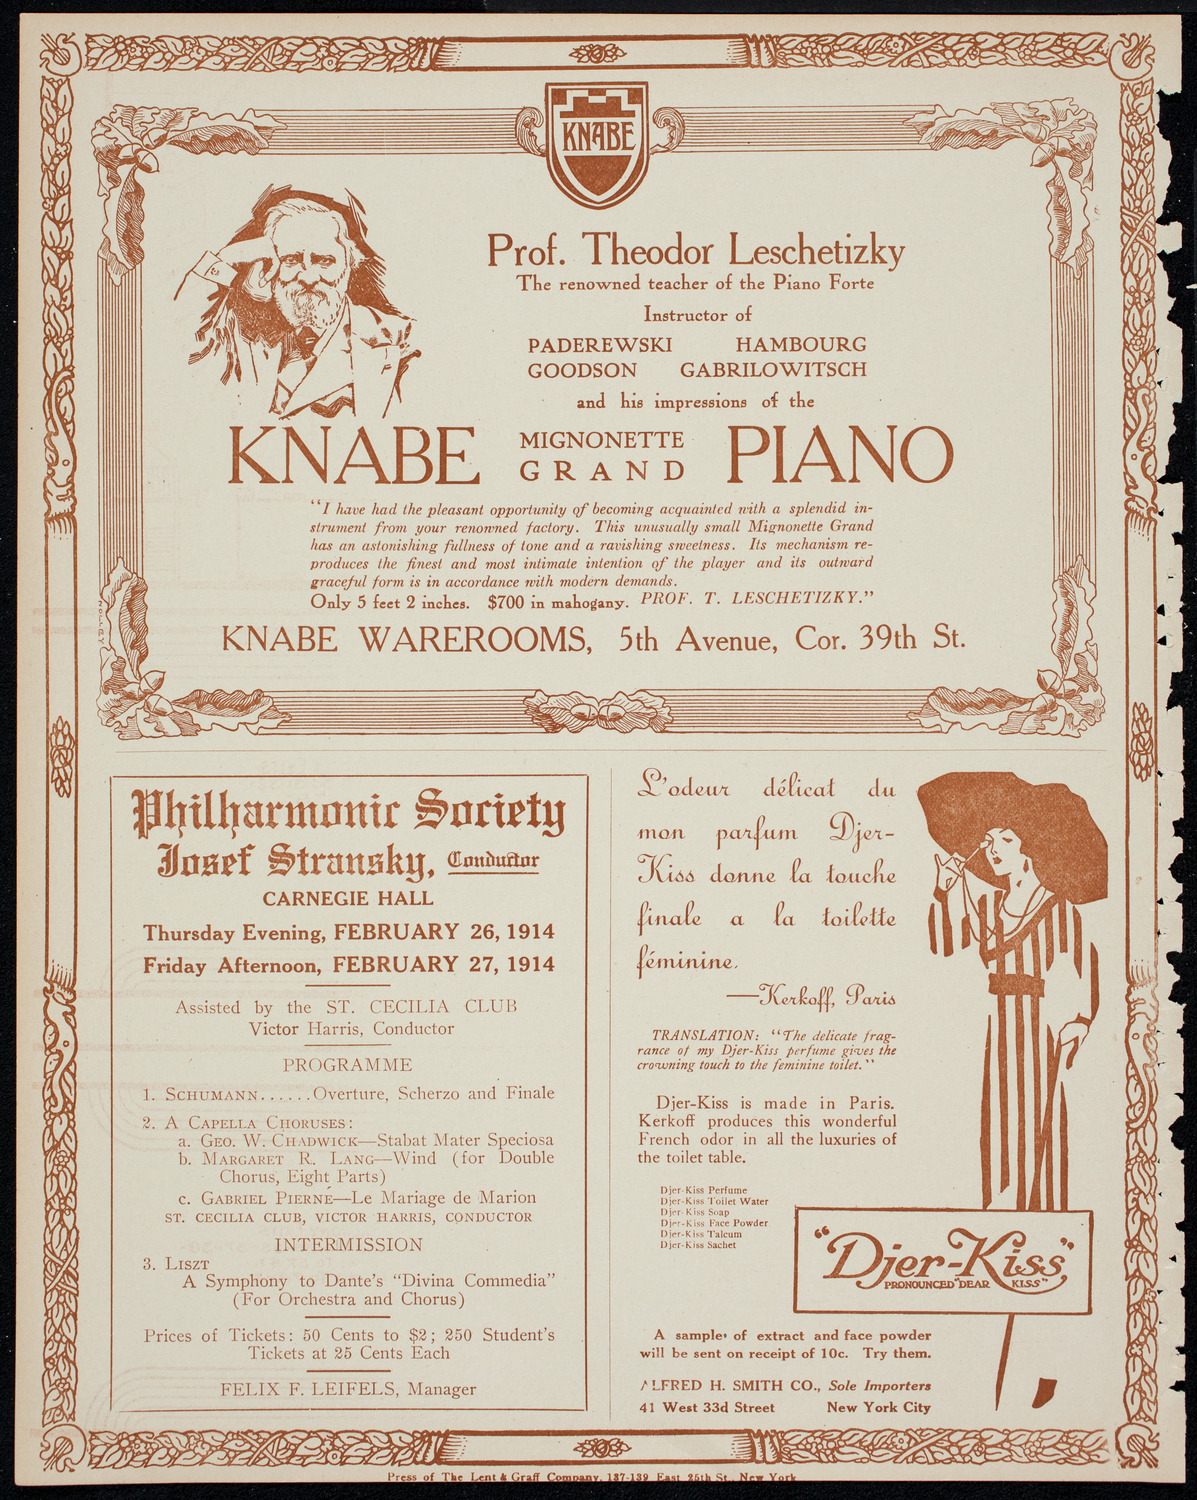 KNABE
Prof. Theodor Leschetizky
The renowned teacher of the Piano Forte
Instructor of
PADEREWSKI HAMBOURG
GOODSON GABRILOWITSCH
and his impressions of the
KNABE MIGNONETTE GRAND PIANO
"I have had the pleasant opportunity of becoming acquainted with a splendid in-
strument from your renowned factory. This unusually small Mignonette Grand
has an astonishing fullness of tone and a ravishing sweetness. Its mechanism re-
produces the finest and most intimate intention of the player and its outward
graceful form is in accordance with modern demands.
Only 5 feet 2 inches. $700 in mahogany. PROF. T. LESCHETIZKY."
KNABE WAREROOMS, 5th Avenue, Cor. 39th St.
Philharmonic Society
Josef Stransky, Conductor
CARNEGIE HALL
Thursday Evening, FEBRUARY 26, 1914
Friday Afternoon, FEBRUARY 27, 1914
Assisted by the ST. CECILIA CLUB
Victor Harris, Conductor
PROGRAMME
1. SCHUMANN......Overture, Scherzo and Finale
2. A CAPELLA CHORUSES:
a. GEO. W. CHADWICK—Stabat Mater Speciosa
b. MARGARET R. LANG—Wind (for Double
Chorus, Eight Parts)
c. GABRIEL PIERNÉ—Le Mariage de Marion
ST. CECILIA CLUB, VICTOR HARRIS, CONDUCTOR
INTERMISSION
3. LISZT
A Symphony to Dante's "Divina Commedia"
(For Orchestra and Chorus)
Prices of Tickets: 50 Cents to $2; 250 Student's
Tickets at 25 Cents Each
FELIX F. LEIFELS, Manager
L'odeur délicat du
mon parfum Djer-
Kiss donne la touche
finale a la toilette
féminine.
—Kerkoff, Paris
TRANSLATION: "The delicate frag-
rance of my Djer-Kiss perfume gives the
crowning touch to the feminine toilet."
Djer-Kiss is made in Paris.
Kerkoff produces this wonderful
French odor in all the luxuries of
the toilet table.
Djer-Kiss Perfume
Djer-Kiss Toilet Water
Djer-Kiss Soap
Djer-Kiss Face Powder
Djer-Kiss Talcum
Djer-Kiss Sachet
"Djer-Kiss"
PRONOUNCED "DEAR KISS"
A sample of extract and face powder
will be sent on receipt of 10c. Try them.
ALFRED H. SMITH CO., Sole Importers
41 West 33d Street New York City
Press of The Lent & Graff Company, 137-139 East 25th St., New York